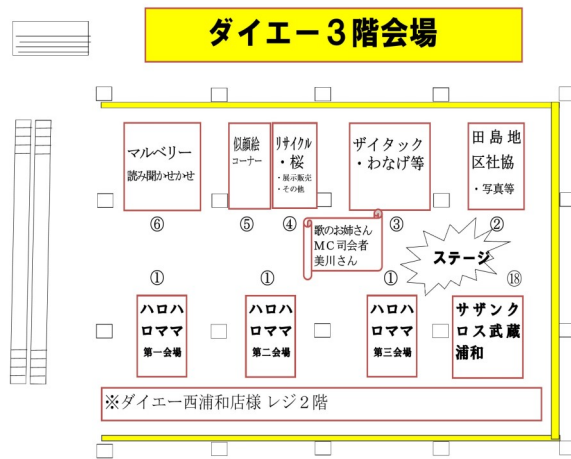 ダイエー３階会場
マルベリー
読み聞かせかせ
⑥
似顔絵
コーナー
⑤
リサイクル
・桜
・展示販売
・その他
④
ザイタック
・わなげ等
③
田島地
区社協
・写真等
②
歌のお姉さん
ＭＣ司会者
美川さん
ステージ
①
ハロハ
ロママ
第一会場
①
ハロハ
ロママ
第二会場
①
ハロハ
ロママ
第三会場
⑱
サザンク
ロス武蔵
浦和
※ダイエー西浦和店様 レジ２階